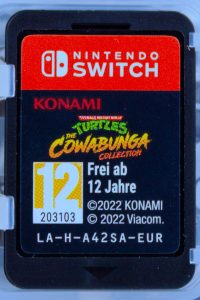 NINTENDO
SWITCH
KONAMI
TEENAGE MUTANT NINJA
TURTLES
THE
COWABUNGA
COLLECTION
12
203103
Frei ab
12 Jahre
©2022 KONAMI
© 2022 Viacom.
LA-H-A42SA-EUR